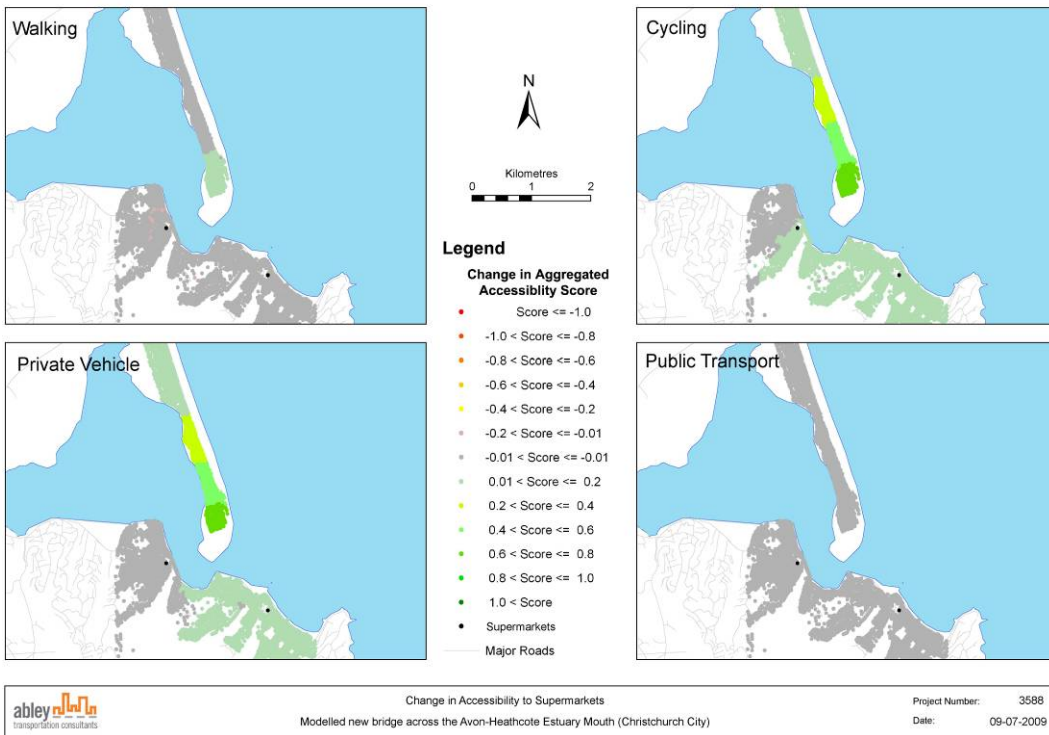 Walking
Cycling
N
Kilometres
0 1 2
Legend
Change in Aggregated
Accessiblity Score
Score <= -1.0
-1.0 < Score <= -0.8
-0.8 < Score <= -0.6
-0.6 < Score <= -0.4
-0.4 < Score <= -0.2
-0.2 < Score <= -0.01
-0.01 < Score <= -0.01
0.01 < Score <= 0.2
0.2 < Score <= 0.4
0.4 < Score <= 0.6
0.6 < Score <= 0.8
0.8 < Score <= 1.0
1.0 < Score
Supermarkets
Major Roads
Private Vehicle
Public Transport
abley
transportation consultants
Change in Accessibility to Supermarkets
Modelled new bridge across the Avon-Heathcote Estuary Mouth (Christchurch City)
Project Number: 3588
Date: 09-07-2009